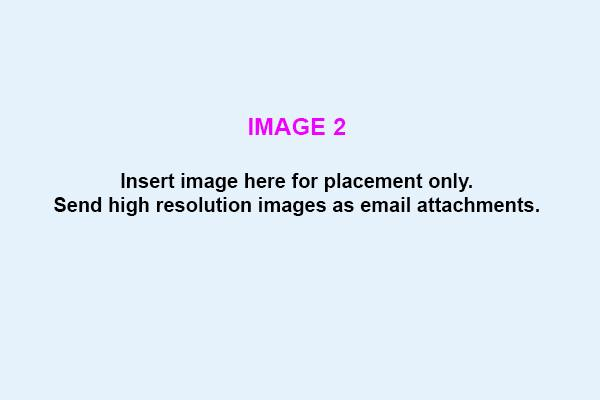 IMAGE 2
Insert image here for placement only.
Send high resolution images as email attachments.